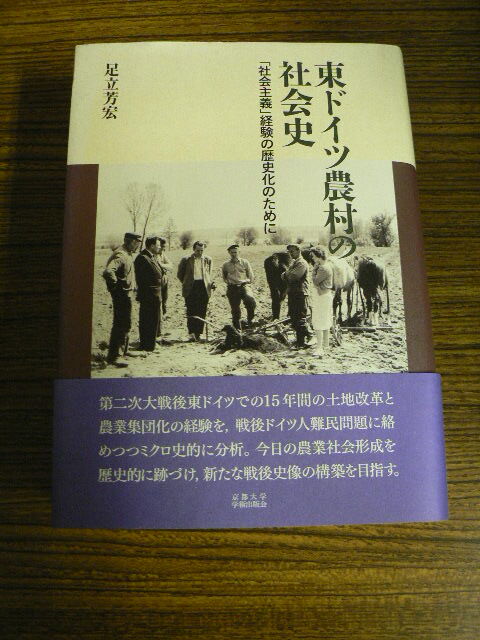 東ドイツ農村の
社会史
「社会主義」経験の歴史化のために
足立芳宏
第二次大戦後東ドイツでの15年間の土地改革と
農業集団化の経験を，戦後ドイツ人難民問題に絡
めつつミクロ史的に分析。今日の農業社会形成を
歴史的に跡づけ，新たな戦後史像の構築を目指す。
京都大学
学術出版会